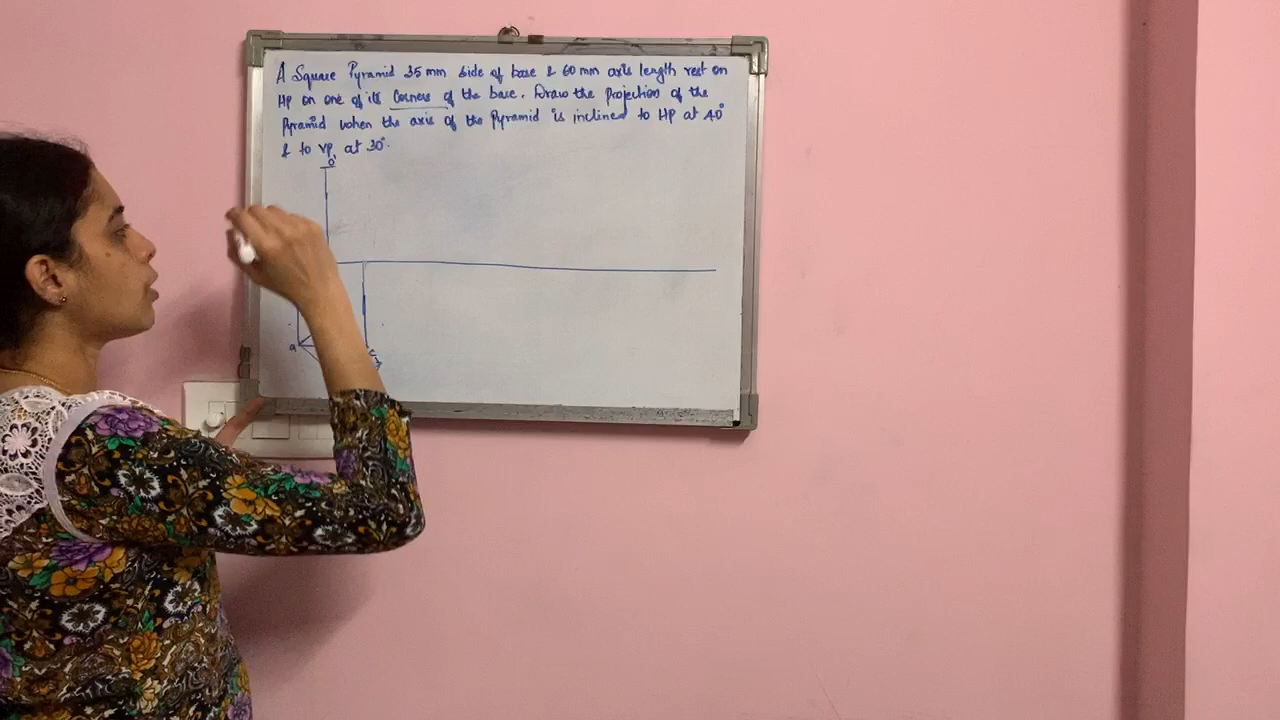 A Square Pyramid 35 mm side of base & 60 mm axis length rest on
HP on one of its Corners of the base. Draw the Projection of the
Pyramid when the axis of the Pyramid is inclined to HP at 40°
& to VP, at 30°.
O'
a